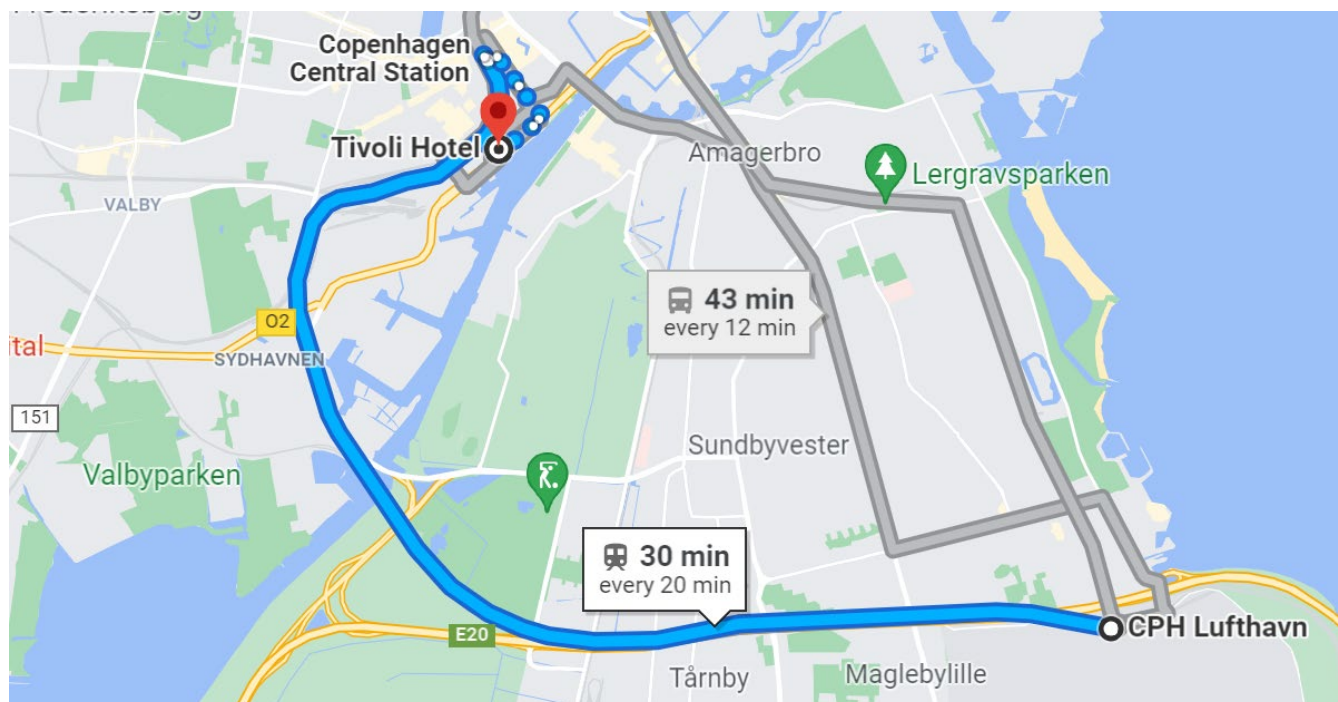 Copenhagen
Central Station
Tivoli Hotel
Amagerbro
Lergravsparken
VALBY
43 min
every 12 min
O2
ital
SYDHAVNEN
151
Sundbyvester
Valbyparken
30 min
every 20 min
E20
CPH Lufthavn
Tårnby
Maglebylille